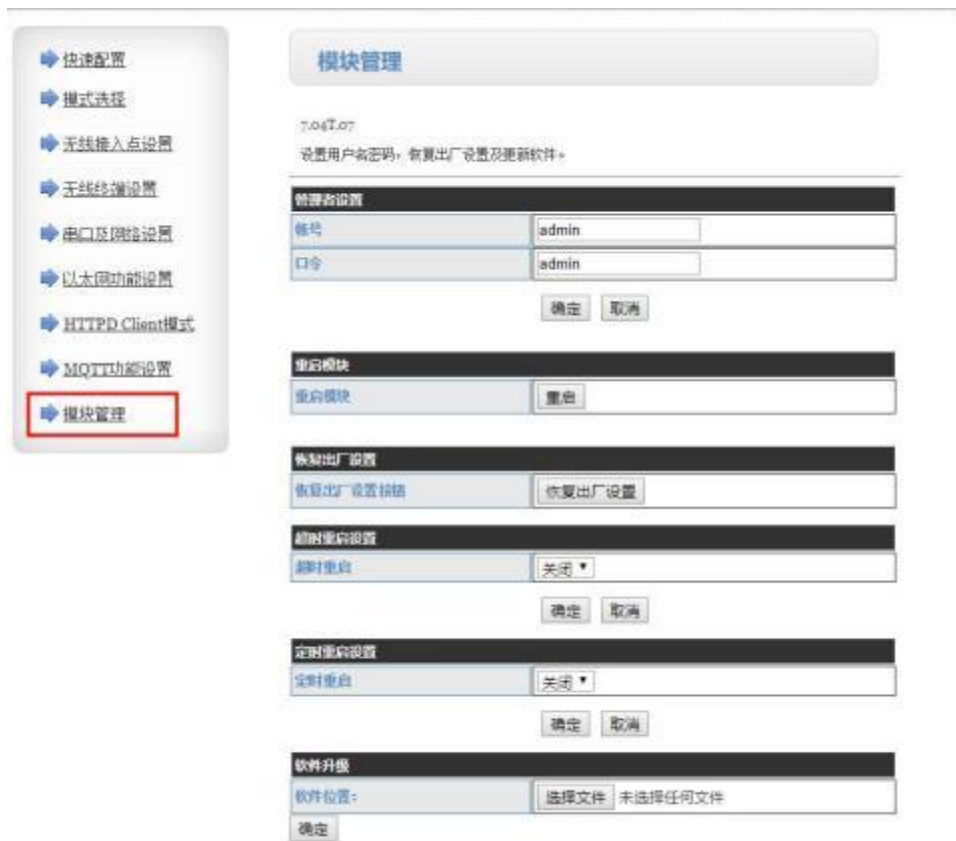 快速配置
模式选择
无线接入点设置
无线终端设置
串口及网络设置
以太网功能设置
HTTPD Client模式
MQTT功能设置
模块管理
模块管理
7.04T.07
设置用户名密码，恢复出厂设置及更新软件。
管理者设置
帐号 admin
口令 admin
确定 取消
重启模块
重启模块 重启
恢复出厂设置
恢复出厂设置按钮 恢复出厂设置
超时重启设置
超时重启 关闭
确定 取消
定时重启设置
定时重启 关闭
确定 取消
软件升级
软件位置： 选择文件 未选择任何文件
确定